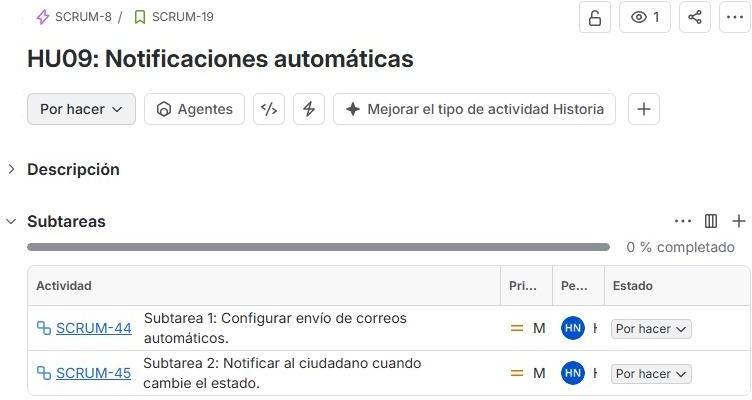 SCRUM-8 / SCRUM-19
1
HU09: Notificaciones automáticas
Por hacer Agentes </> Mejorar el tipo de actividad Historia
Descripción
Subtareas
0 % completado
Actividad Pri... Pe... Estado
SCRUM-44 Subtarea 1: Configurar envío de correos
automáticos.
M HN Por hacer
SCRUM-45 Subtarea 2: Notificar al ciudadano cuando
cambie el estado.
M HN Por hacer